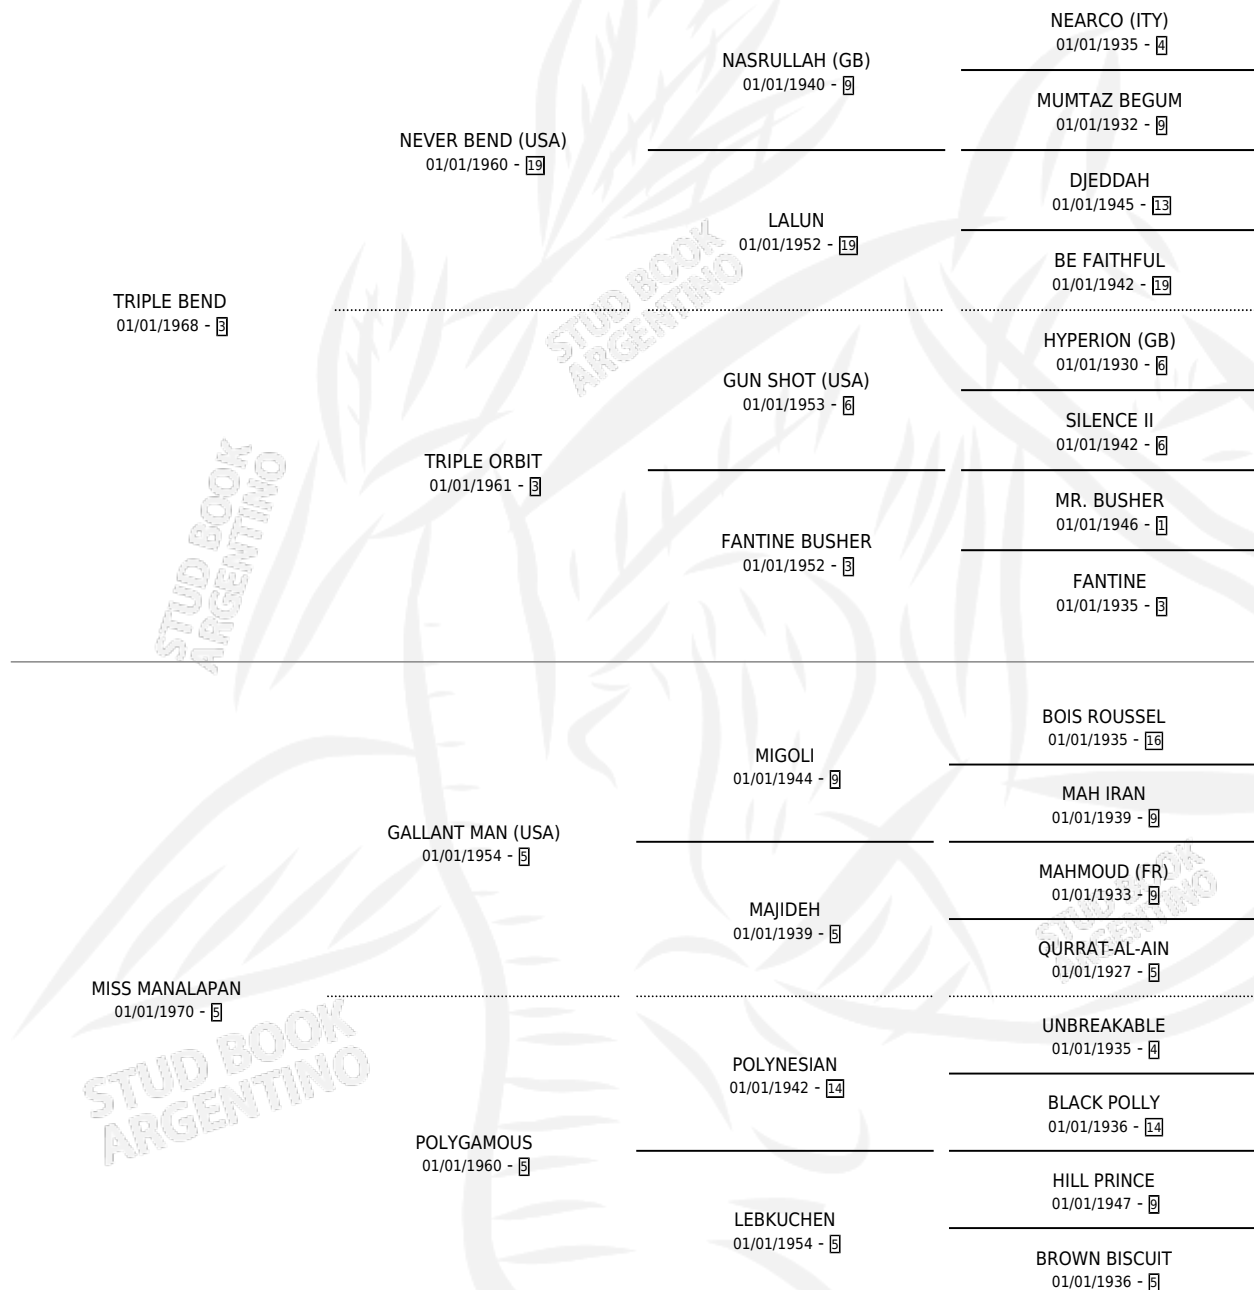 NEARCO (ITY)
01/01/1935 - 4
NASRULLAH (GB)
01/01/1940 - 9
MUMTAZ BEGUM
01/01/1932 - 9
NEVER BEND (USA)
01/01/1960 - 19
DJEDDAH
01/01/1945 - 13
LALUN
01/01/1952 - 19
BE FAITHFUL
01/01/1942 - 19
TRIPLE BEND
01/01/1968 - 3
HYPERION (GB)
01/01/1930 - 6
GUN SHOT (USA)
01/01/1953 - 6
SILENCE II
01/01/1942 - 6
TRIPLE ORBIT
01/01/1961 - 3
MR. BUSHER
01/01/1946 - 1
FANTINE BUSHER
01/01/1952 - 3
FANTINE
01/01/1935 - 3
BOIS ROUSSEL
01/01/1935 - 16
MIGOLI
01/01/1944 - 9
MAH IRAN
01/01/1939 - 9
GALLANT MAN (USA)
01/01/1954 - 5
MAHMOUD (FR)
01/01/1933 - 9
MAJIDEH
01/01/1939 - 5
QURRAT-AL-AIN
01/01/1927 - 5
MISS MANALAPAN
01/01/1970 - 5
UNBREAKABLE
01/01/1935 - 4
POLYNESIAN
01/01/1942 - 14
BLACK POLLY
01/01/1936 - 14
POLYGAMOUS
01/01/1960 - 5
HILL PRINCE
01/01/1947 - 9
LEBKUCHEN
01/01/1954 - 5
BROWN BISCUIT
01/01/1936 - 5
STUD BOOK
ARGENTINO
STUD BOOK
ARGENTINO
STUD BOOK
ARGENTINO
STUD BOOK
ARGENTINO